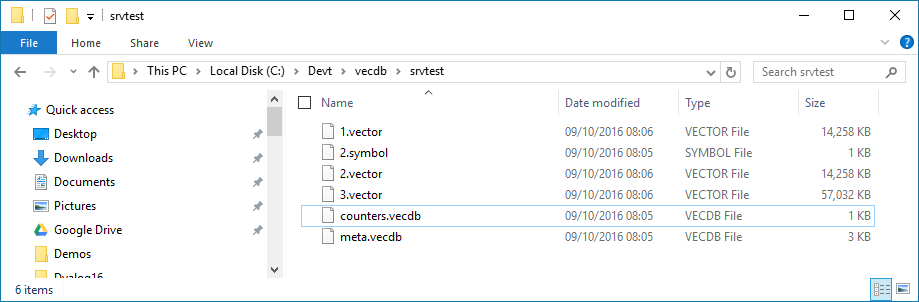 srvtest
File Home Share View
This PC Local Disk (C:) Devt vecdb srvtest Search srvtest
Quick access
Desktop
Downloads
Documents
Pictures
Google Drive
Demos
Dyalog16
Name Date modified Type Size
1.vector 09/10/2016 08:06 VECTOR File 14,258 KB
2.symbol 09/10/2016 08:05 SYMBOL File 1 KB
2.vector 09/10/2016 08:06 VECTOR File 14,258 KB
3.vector 09/10/2016 08:06 VECTOR File 57,032 KB
counters.vecdb 09/10/2016 08:05 VECDB File 1 KB
meta.vecdb 09/10/2016 08:05 VECDB File 3 KB
6 items